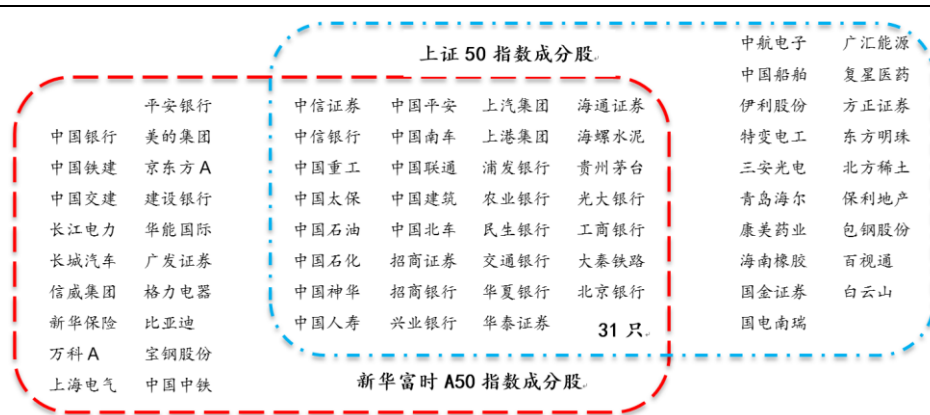 上证 50 指数成分股
中航电子 广汇能源
中国船舶 复星医药
平安银行 中信证券 中国平安 上汽集团 海通证券 伊利股份 方正证券
中国银行 美的集团 中信银行 中国南车 上港集团 海螺水泥 特变电工 东方明珠
中国铁建 京东方A 中国重工 中国联通 浦发银行 贵州茅台 三安光电 北方稀土
中国交建 建设银行 中国太保 中国建筑 农业银行 光大银行 青岛海尔 保利地产
长江电力 华能国际 中国石油 中国北车 民生银行 工商银行 康美药业 包钢股份
长城汽车 广发证券 中国石化 招商证券 交通银行 大秦铁路 海南橡胶 百视通
信威集团 格力电器 中国神华 招商银行 华夏银行 北京银行 国金证券 白云山
新华保险 比亚迪 中国人寿 兴业银行 华泰证券 31 只 国电南瑞
万科A 宝钢股份
上海电气 中国中铁 新华富时 A50 指数成分股